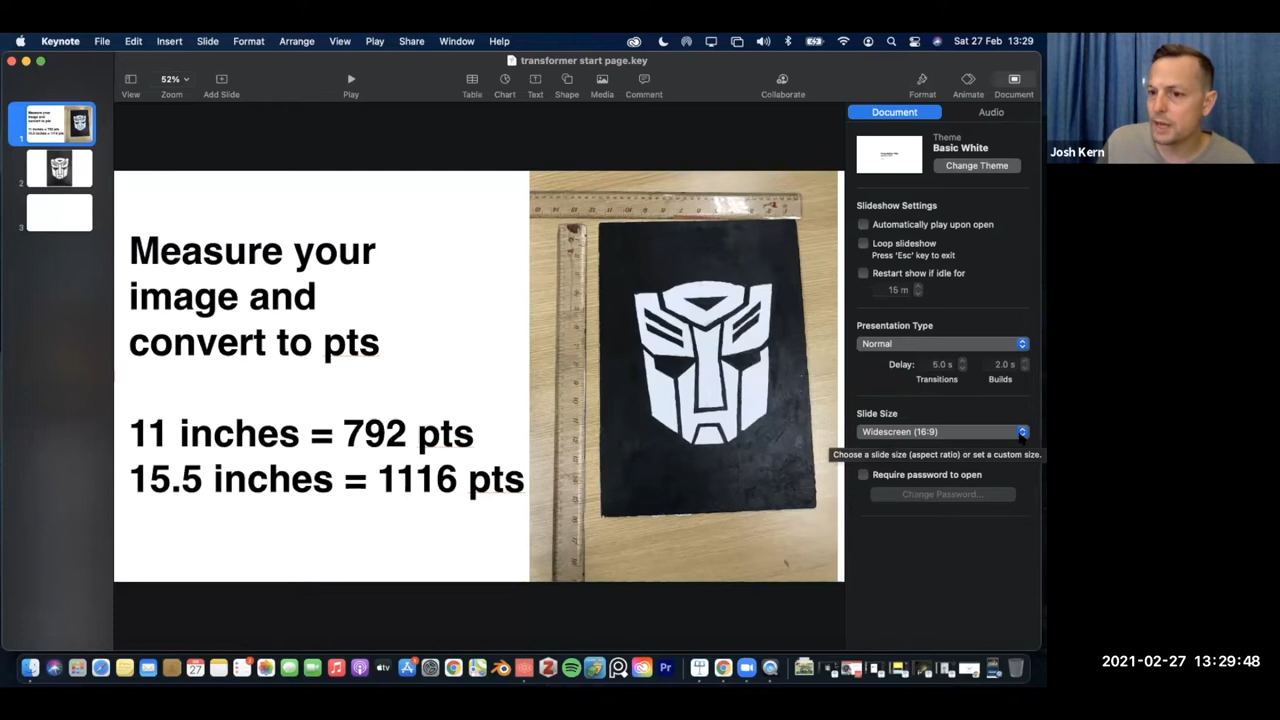 Keynote File Edit Insert Slide Format Arrange View Play Share Window Help Sat 27 Feb 13:29
transformer start page.key
52%
View Zoom Add Slide Play Table Chart Text Shape Media Comment Collaborate Format Animate Document
Document Audio
Theme
Basic White
Change Theme
Slideshow Settings
Automatically play upon open
Loop slideshow
Press 'Esc' key to exit
Restart show if idle for
15 m
Presentation Type
Normal
Delay: 5.0 s 2.0 s
Transitions Builds
Slide Size
Widescreen (16:9)
Choose a slide size (aspect ratio) or set a custom size.
Require password to open
Change Password...
1
2
3
Measure your
image and
convert to pts
11 inches = 792 pts
15.5 inches = 1116 pts
Josh Kern
2021-02-27 13:29:48